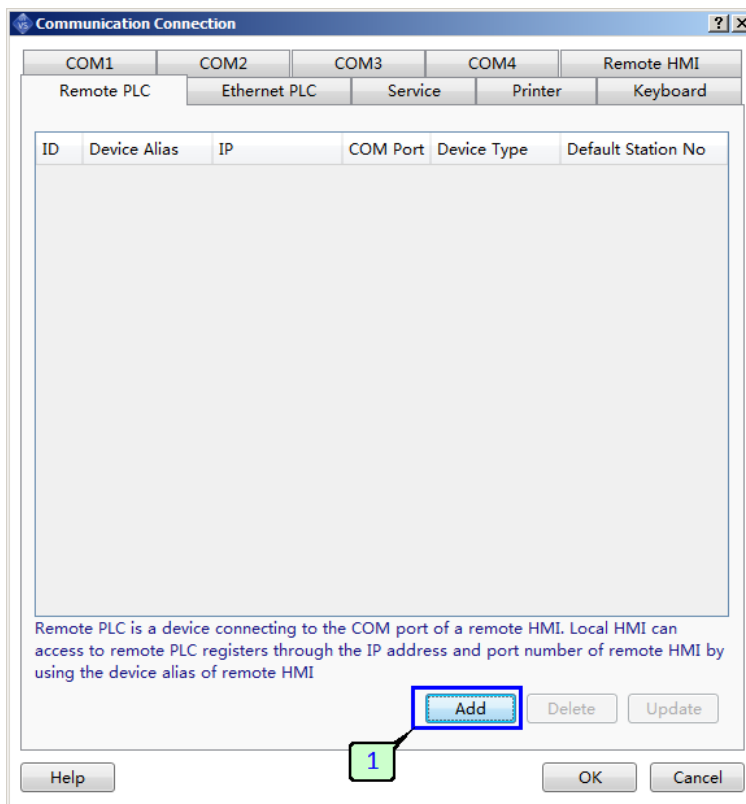 VS Communication Connection ? X
COM1 COM2 COM3 COM4 Remote HMI
Remote PLC Ethernet PLC Service Printer Keyboard
ID Device Alias IP COM Port Device Type Default Station No
Remote PLC is a device connecting to the COM port of a remote HMI. Local HMI can
access to remote PLC registers through the IP address and port number of remote HMI by
using the device alias of remote HMI
Add Delete Update
1
Help OK Cancel